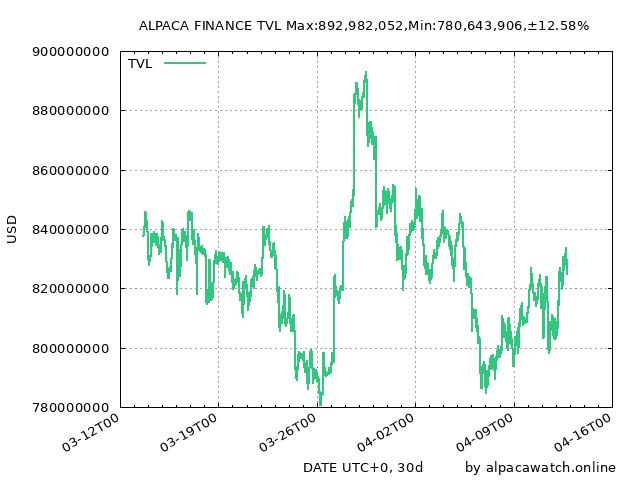 ALPACA FINANCE TVL Max:892,982,052,Min:780,643,906,±12.58%
900000000
TVL
880000000
860000000
840000000
USD
820000000
800000000
780000000
03-12T00
03-19T00
03-26T00
04-02T00
04-09T00
04-16T00
DATE UTC+0, 30d
by alpacawatch.online